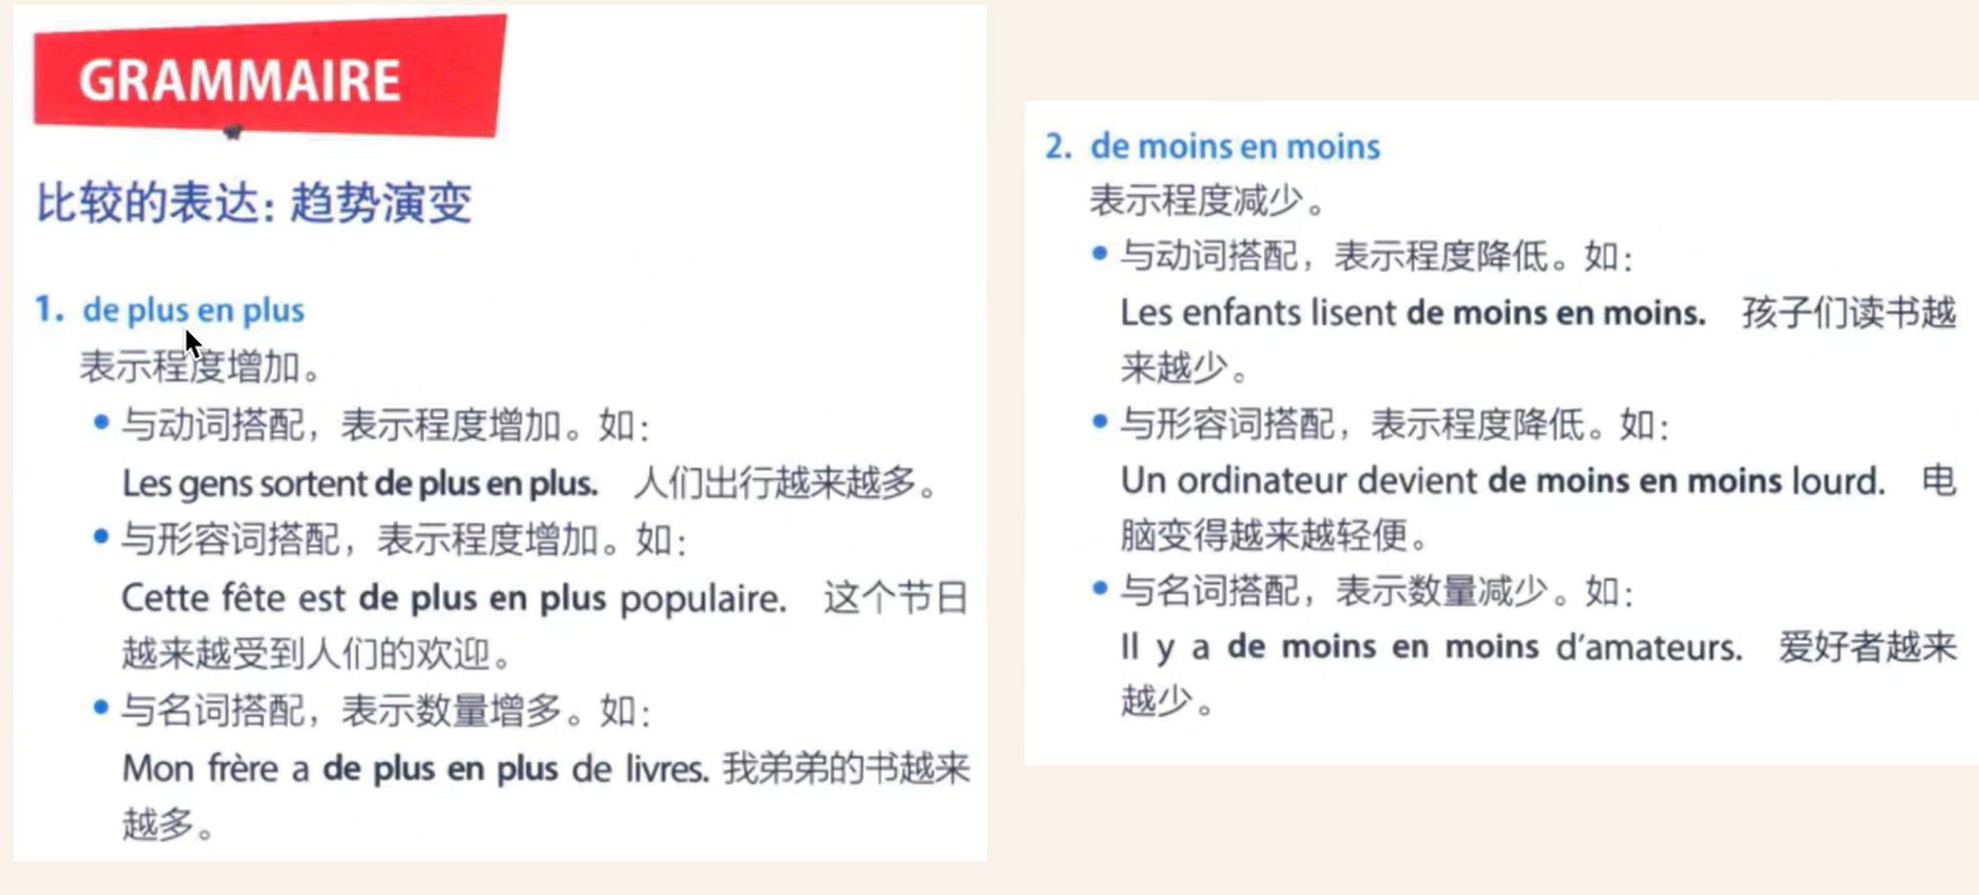 GRAMMAIRE
比较的表达：趋势演变
1. de plus en plus
表示程度增加。
• 与动词搭配，表示程度增加。如：
Les gens sortent de plus en plus. 人们出行越来越多。
• 与形容词搭配，表示程度增加。如：
Cette fête est de plus en plus populaire. 这个节日
越来越受到人们的欢迎。
• 与名词搭配，表示数量增多。如：
Mon frère a de plus en plus de livres. 我弟弟的书越来
越多。
2. de moins en moins
表示程度减少。
• 与动词搭配，表示程度降低。如：
Les enfants lisent de moins en moins. 孩子们读书越
来越少。
• 与形容词搭配，表示程度降低。如：
Un ordinateur devient de moins en moins lourd. 电
脑变得越来越轻便。
• 与名词搭配，表示数量减少。如：
Il y a de moins en moins d’amateurs. 爱好者越来
越少。